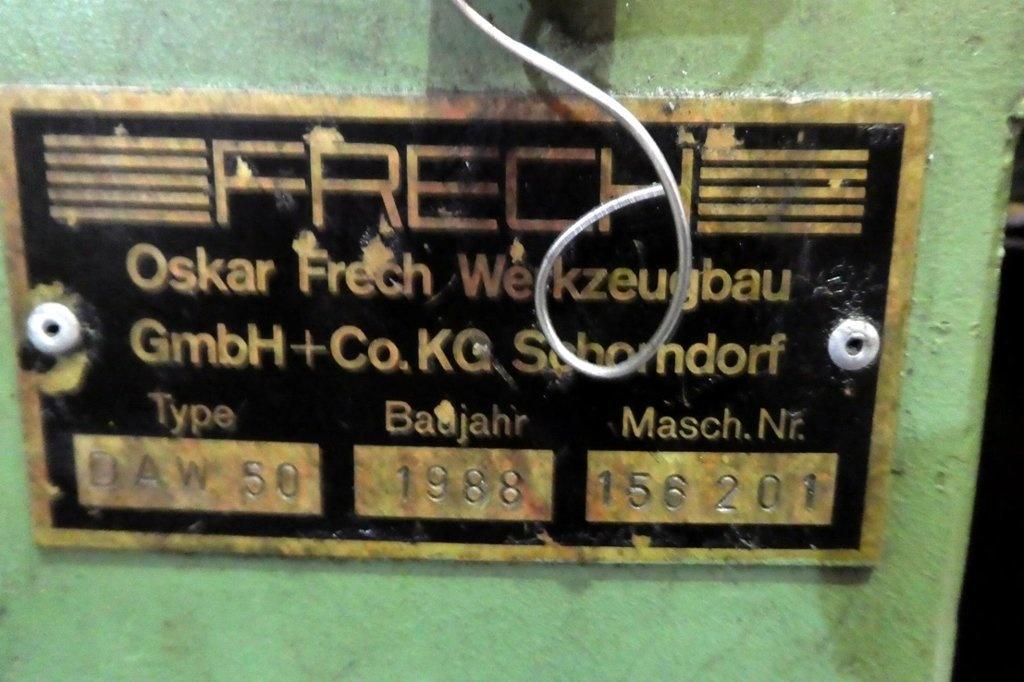 FRECH
Oskar Frech Werkzeugbau
GmbH+Co.KG Schorndorf
Type Baujahr Masch.Nr.
DAW 50 1988 156 201